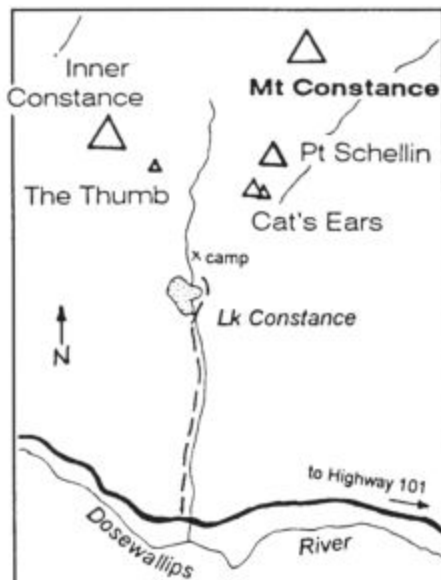 Inner
Constance
Mt Constance
Pt Schellin
The Thumb
Cat's Ears
x camp
Lk Constance
N
to Highway 101
Dosewallips
River